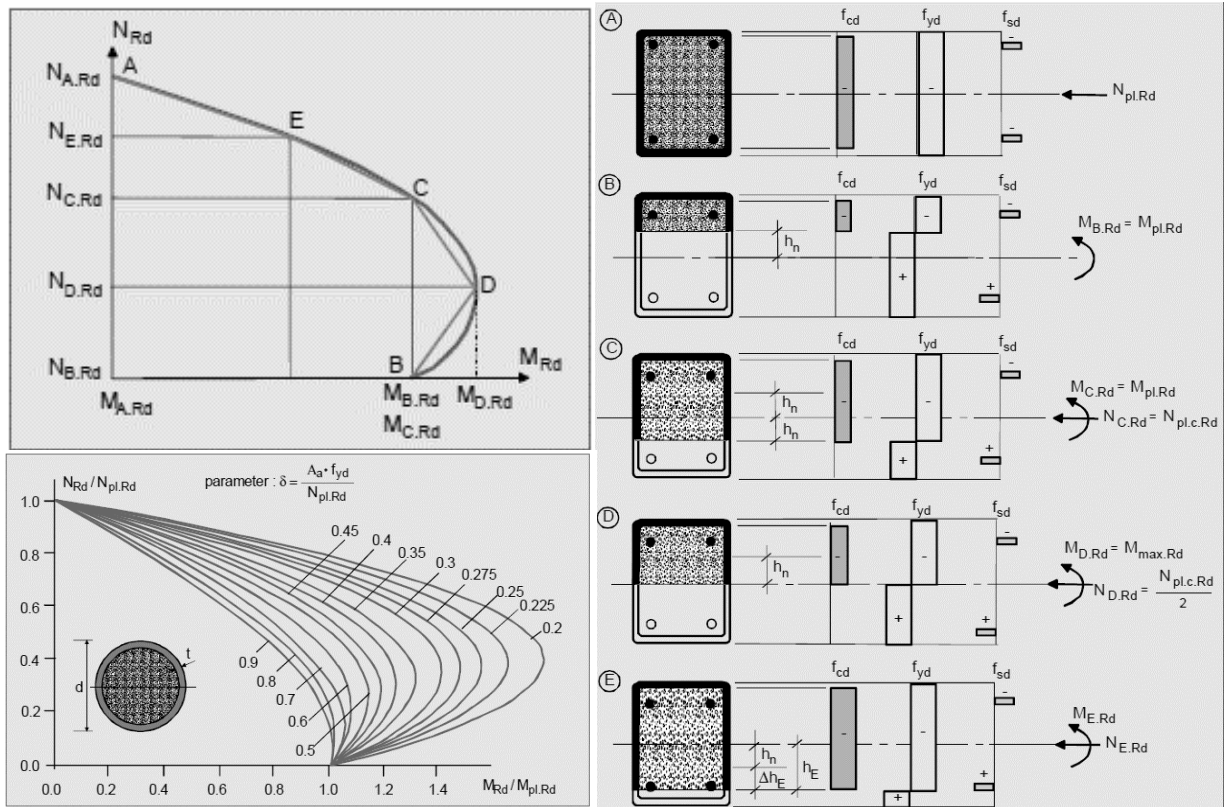 N_Rd
N_A.Rd
A
N_E.Rd
E
N_C.Rd
C
N_D.Rd
D
N_B.Rd
B
M_Rd
M_A.Rd
M_B.Rd
M_D.Rd
M_C.Rd
N_Rd / N_pl.Rd
parameter : δ = A_a • f_yd / N_pl.Rd
1.0
0.8
0.6
0.4
0.2
0.0
0.45
0.4
0.35
0.3
0.275
0.25
0.225
0.2
0.9
0.8
0.7
0.6
0.5
d
t
0.0 0.2 0.4 0.6 0.8 1.0 1.2 1.4
M_Rd / M_pl.Rd
A
f_cd f_yd f_sd
-
-
-
-
N_pl.Rd
B
f_cd f_yd f_sd
-
-
-
h_n
+
+
M_B.Rd = M_pl.Rd
C
f_cd f_yd f_sd
-
-
-
h_n
h_n
+
+
M_C.Rd = M_pl.Rd
N_C.Rd = N_pl.c.Rd
D
f_cd f_yd f_sd
-
-
-
h_n
+
+
M_D.Rd = M_max.Rd
N_D.Rd = N_pl.c.Rd / 2
E
f_cd f_yd f_sd
-
-
-
h_n
Δh_E
h_E
+
+
M_E.Rd
N_E.Rd